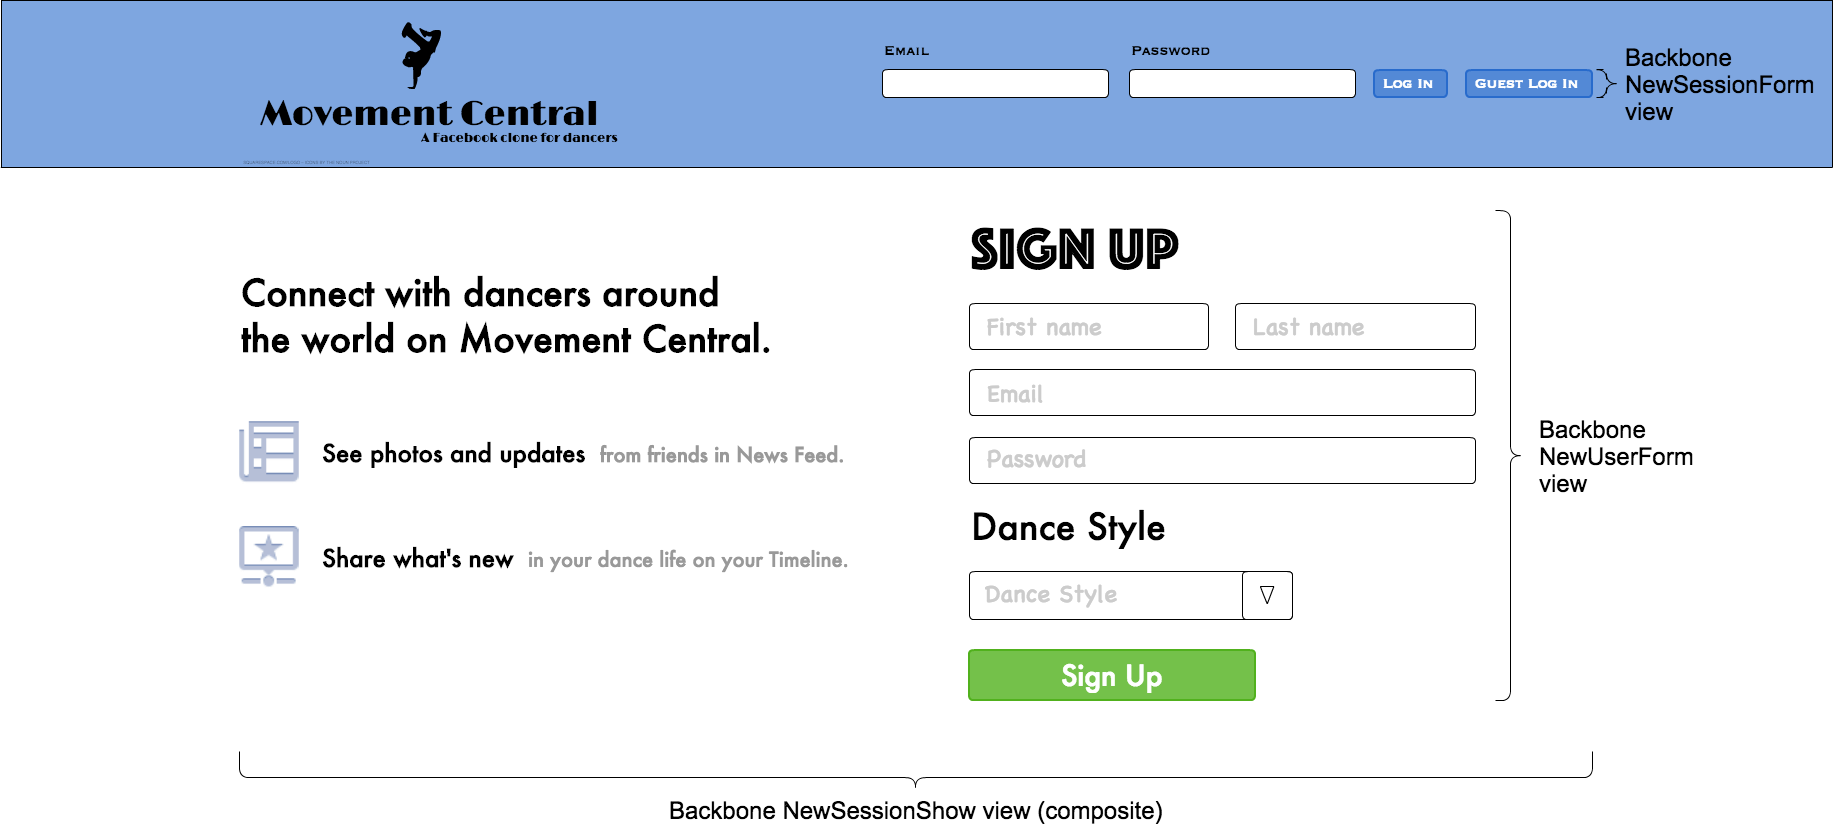 Email
Password
Backbone
NewSessionForm
view
Log In
Guest Log In
Movement Central
A Facebook clone for dancers
SIGN UP
Connect with dancers around
the world on Movement Central.
First name
Last name
Email
Backbone
NewUserForm
view
See photos and updates from friends in News Feed.
Password
Dance Style
Share what's new in your dance life on your Timeline.
Dance Style
Sign Up
Backbone NewSessionShow view (composite)